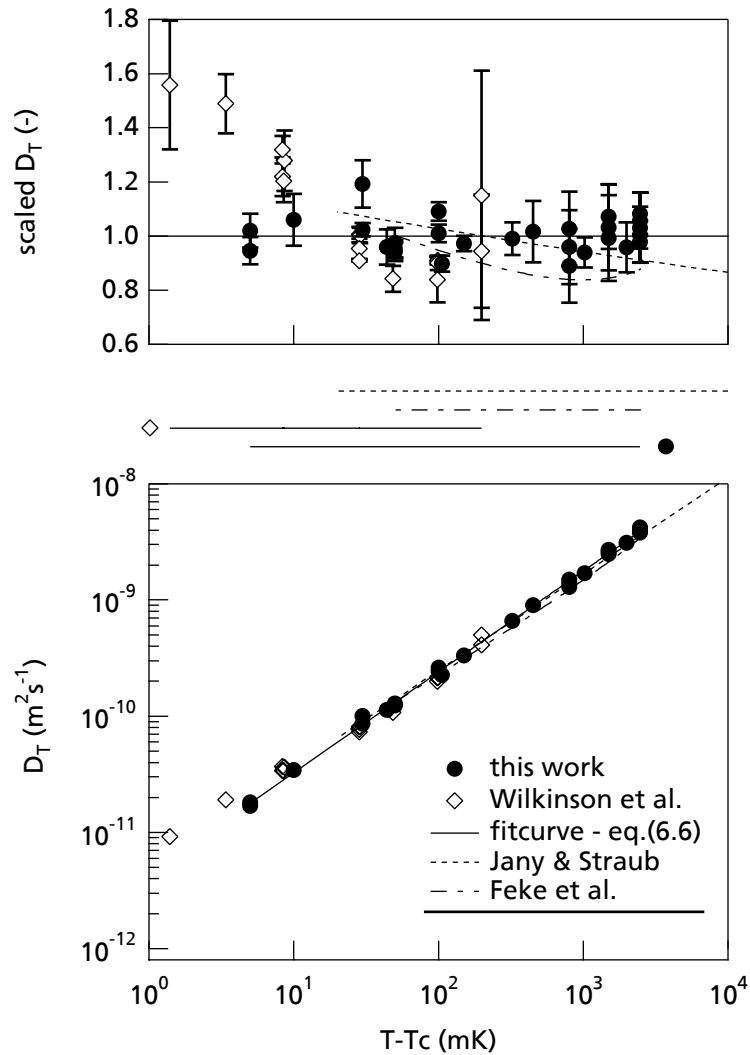 1.8
1.6
1.4
1.2
1.0
0.8
0.6
scaled D_T (-)
10^-8
10^-9
10^-10
10^-11
10^-12
D_T (m^2s^-1)
this work
Wilkinson et al.
fitcurve - eq.(6.6)
Jany & Straub
Feke et al.
10^0 10^1 10^2 10^3 10^4
T-Tc (mK)